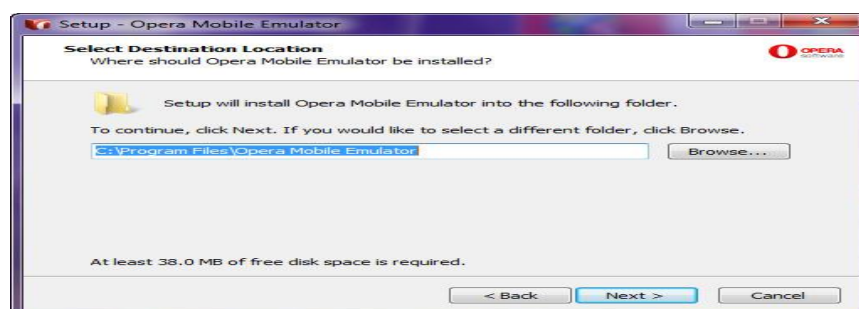 Setup - Opera Mobile Emulator
Select Destination Location
Where should Opera Mobile Emulator be installed?
OPERA
software
Setup will install Opera Mobile Emulator into the following folder.
To continue, click Next. If you would like to select a different folder, click Browse.
C:\Program Files\Opera Mobile Emulator
Browse...
At least 38.0 MB of free disk space is required.
< Back
Next >
Cancel